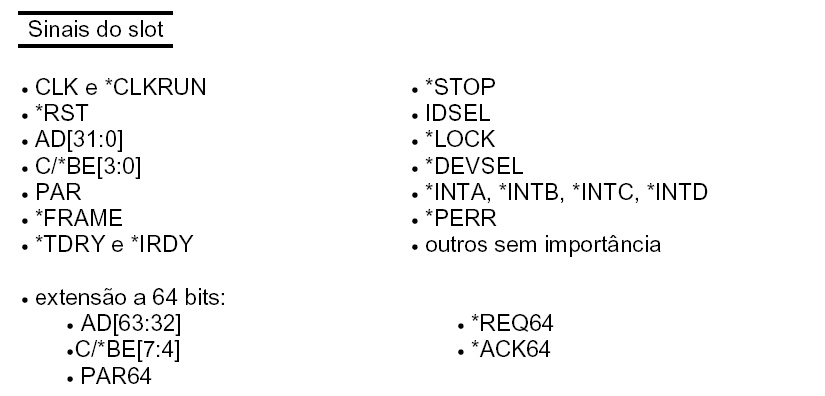 Sinais do slot
• CLK e *CLKRUN
• *RST
• AD[31:0]
• C/*BE[3:0]
• PAR
• *FRAME
• *TDRY e *IRDY
• *STOP
• IDSEL
• *LOCK
• *DEVSEL
• *INTA, *INTB, *INTC, *INTD
• *PERR
• outros sem importância
• extensão a 64 bits:
• AD[63:32]
•C/*BE[7:4]
• PAR64
• *REQ64
• *ACK64